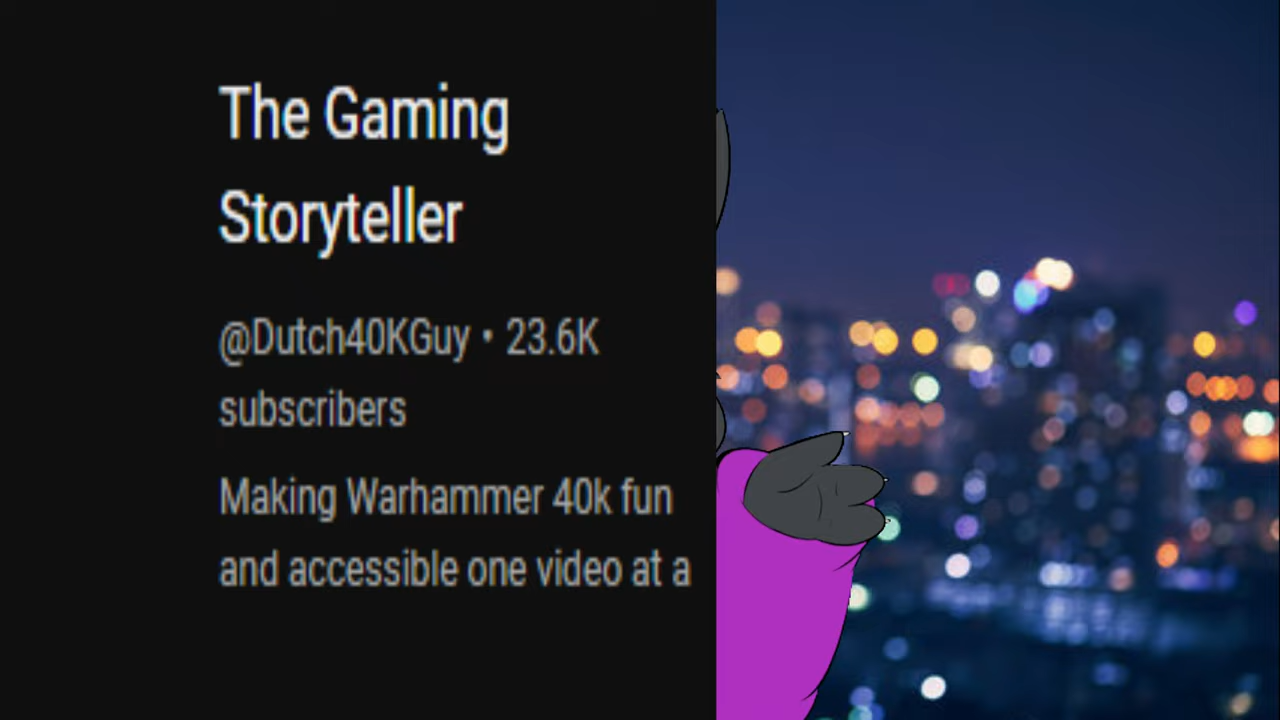 The Gaming
Storyteller
@Dutch40KGuy • 23.6K
subscribers
Making Warhammer 40k fun
and accessible one video at a